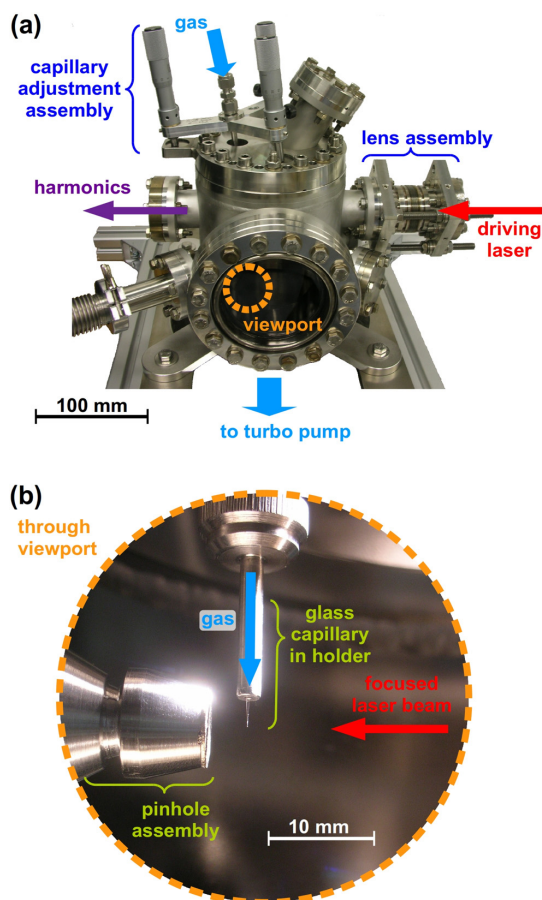 (a)
gas
capillary
adjustment
assembly
lens assembly
harmonics
driving
laser
viewport
100 mm
to turbo pump
(b)
through
viewport
gas
glass
capillary
in holder
focused
laser beam
pinhole
assembly
10 mm